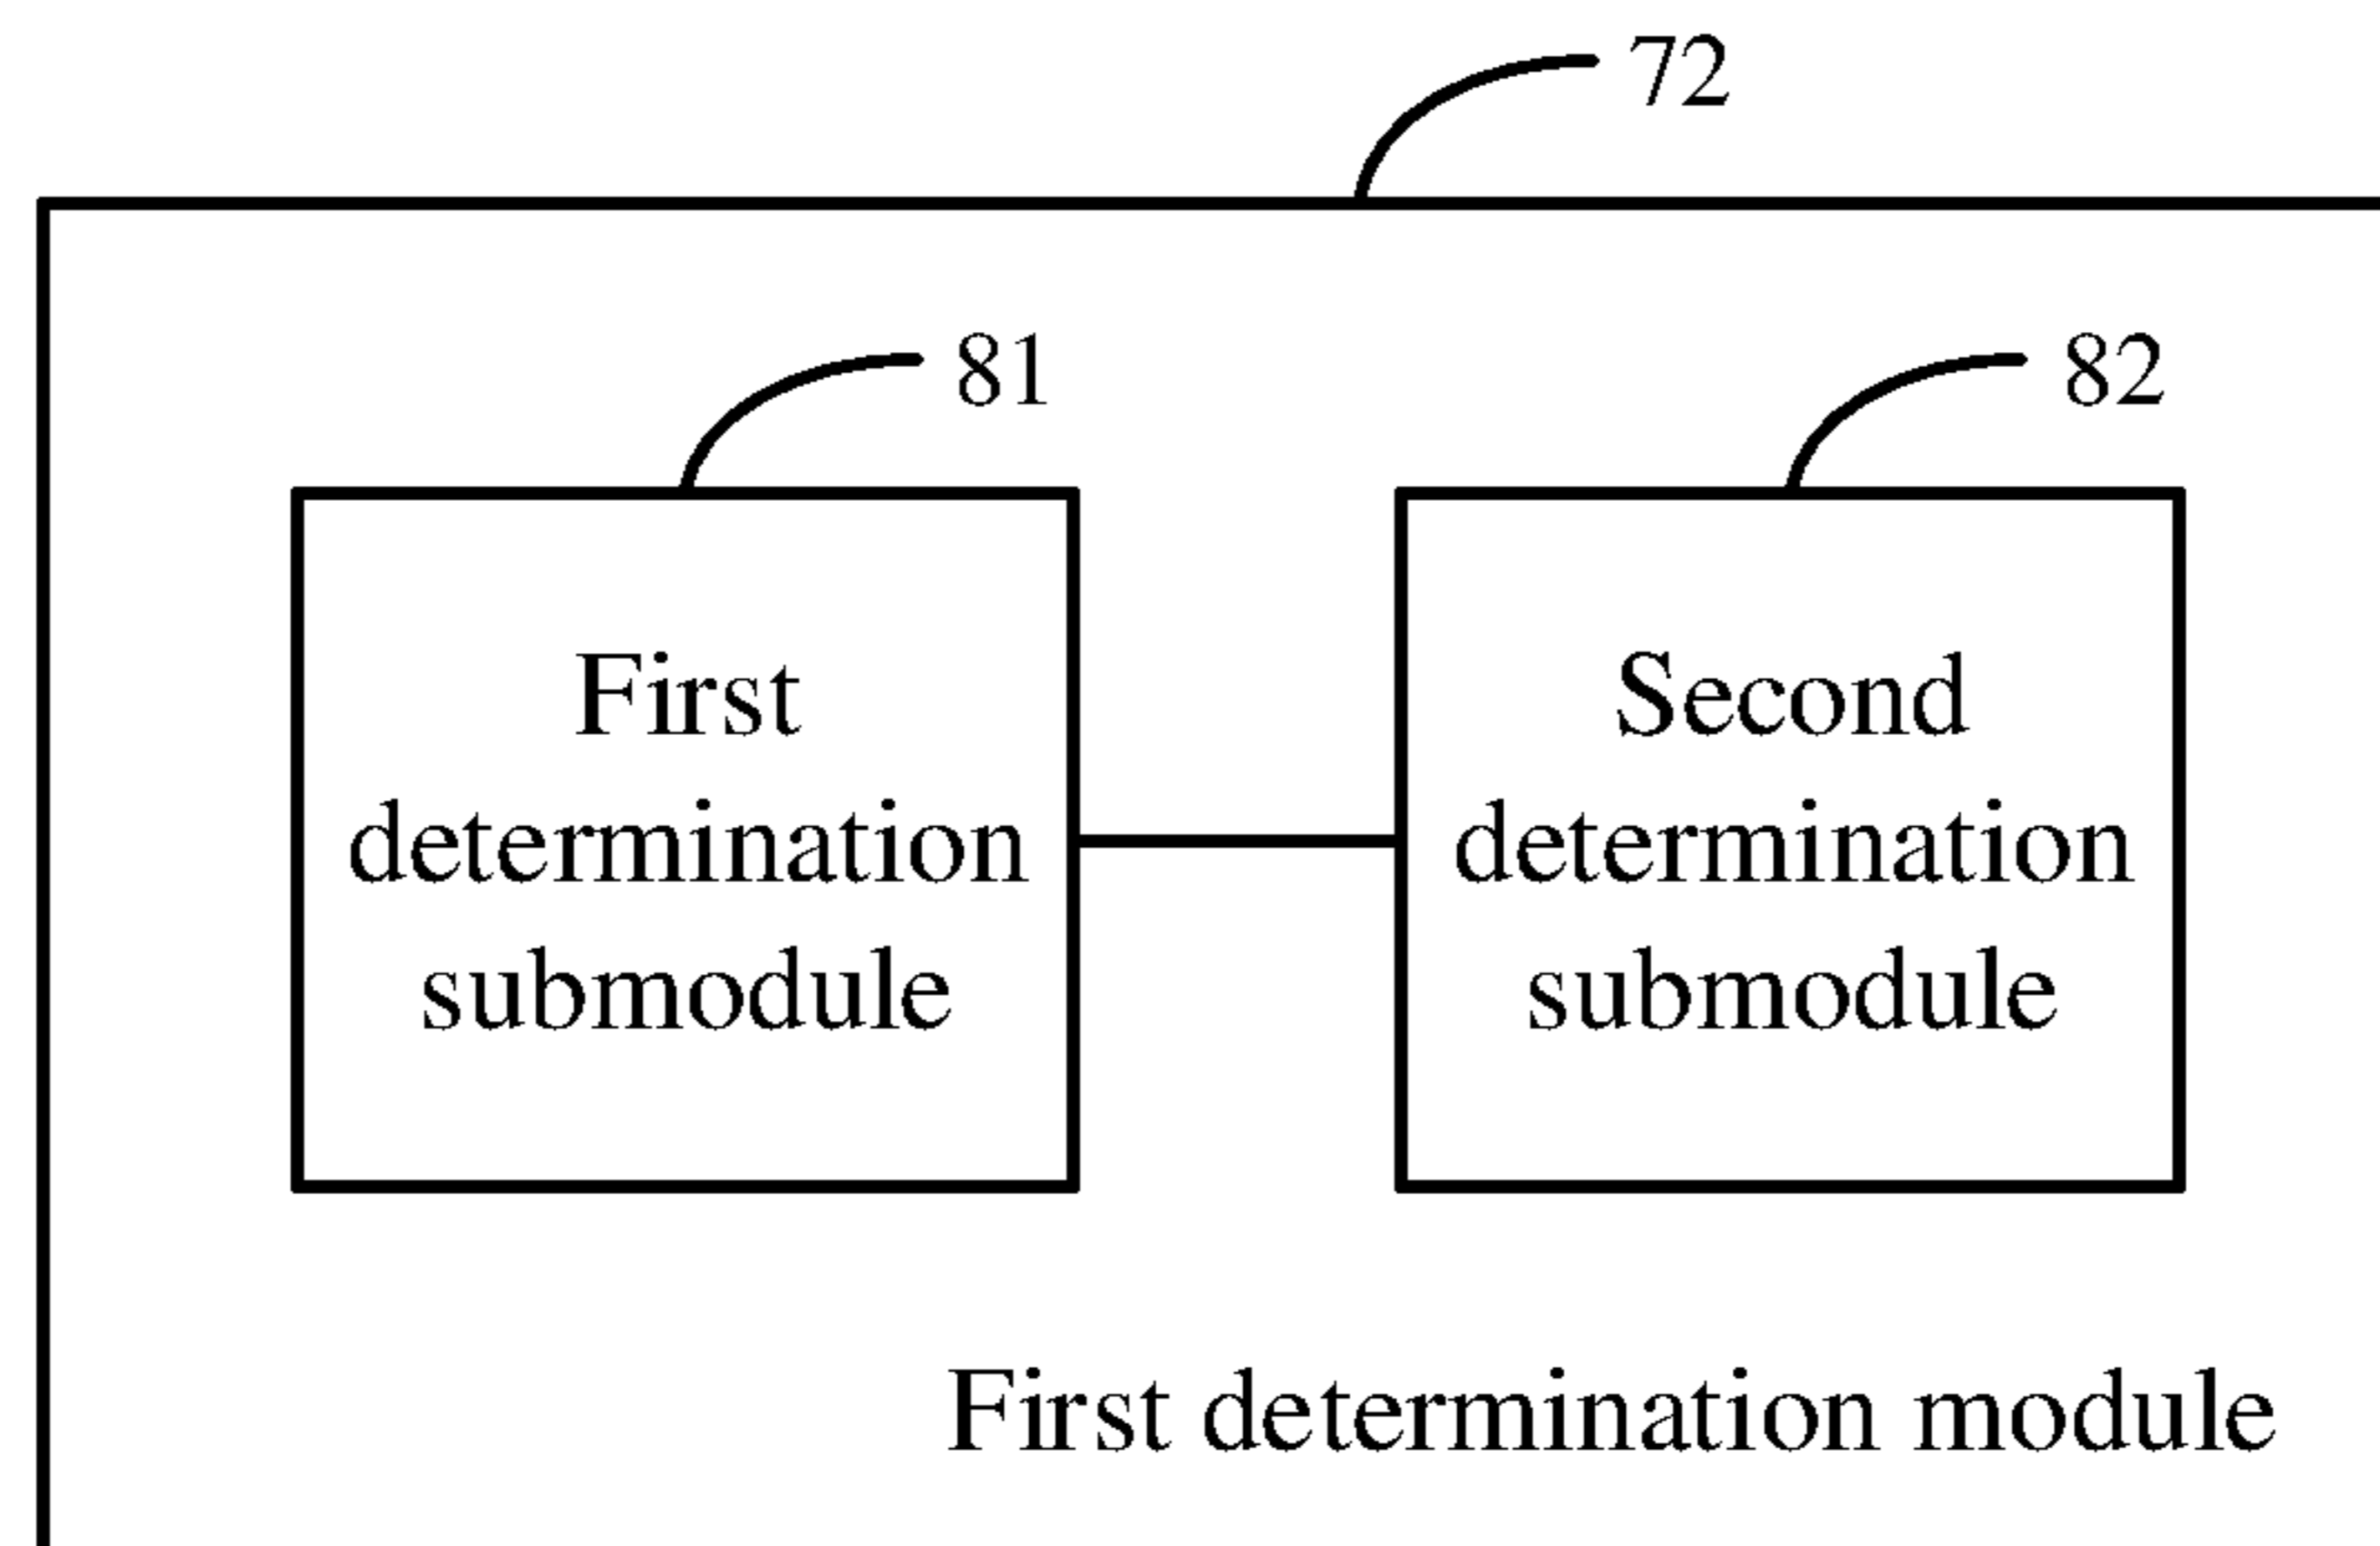 72
81
82
First
determination
submodule
Second
determination
submodule
First determination module